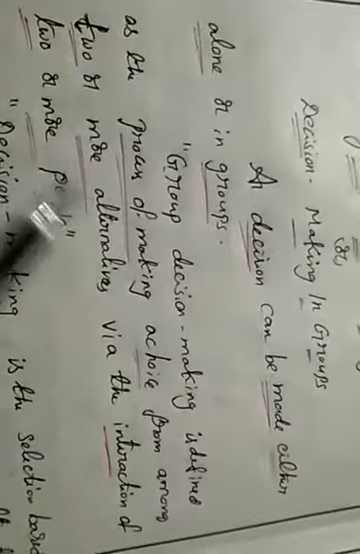 or
Decision - Making In Groups
A decision can be made either
alone or in groups.
"Group decision-making is defined
as the process of making a choice from among
two or more alternatives via the interaction of
two or more
"Decision -
is the selection